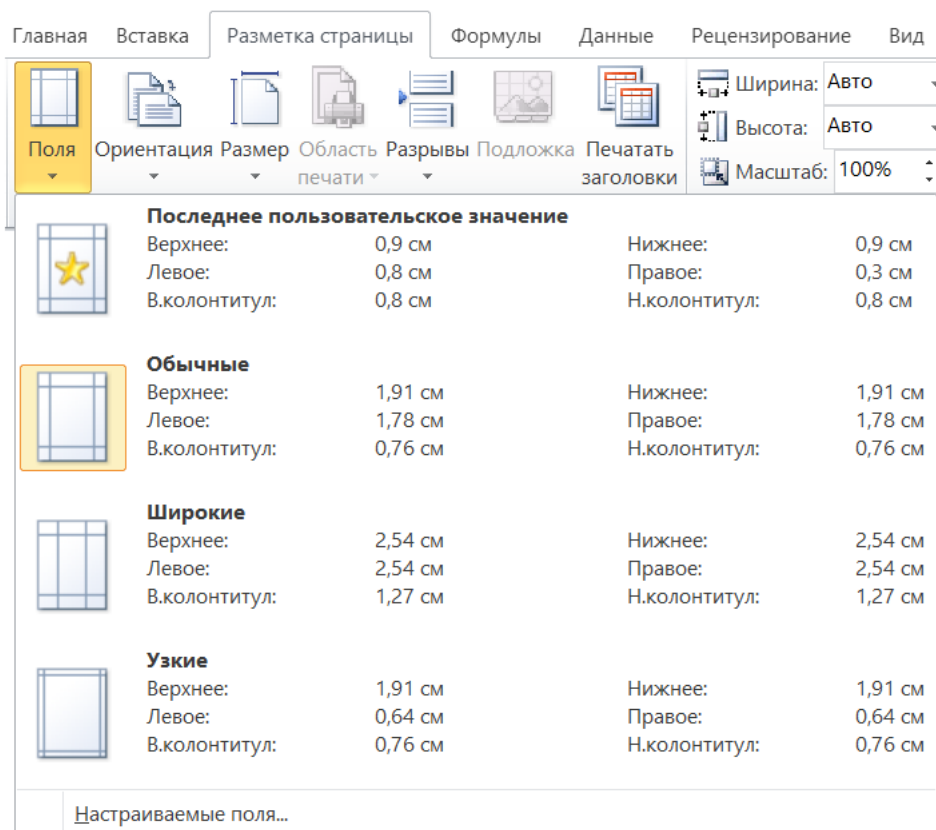 Главная Вставка Разметка страницы Формулы Данные Рецензирование Вид
Поля Ориентация Размер Область печати Разрывы Подложка Печатать заголовки
Ширина: Авто
Высота: Авто
Масштаб: 100%
Последнее пользовательское значение
Верхнее: 0,9 см Нижнее: 0,9 см
Левое: 0,8 см Правое: 0,3 см
В.колонтитул: 0,8 см Н.колонтитул: 0,8 см
Обычные
Верхнее: 1,91 см Нижнее: 1,91 см
Левое: 1,78 см Правое: 1,78 см
В.колонтитул: 0,76 см Н.колонтитул: 0,76 см
Широкие
Верхнее: 2,54 см Нижнее: 2,54 см
Левое: 2,54 см Правое: 2,54 см
В.колонтитул: 1,27 см Н.колонтитул: 1,27 см
Узкие
Верхнее: 1,91 см Нижнее: 1,91 см
Левое: 0,64 см Правое: 0,64 см
В.колонтитул: 0,76 см Н.колонтитул: 0,76 см
Настраиваемые поля...